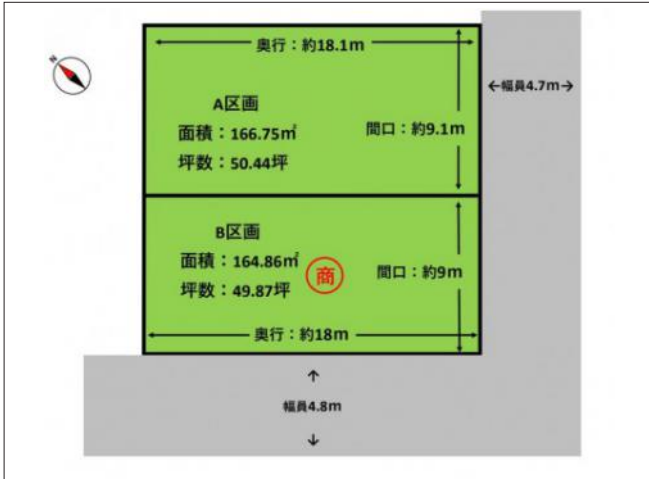 N
奥行：約18.1m
←幅員4.7m→
A区画
面積：166.75㎡
坪数：50.44坪
間口：約9.1m
B区画
面積：164.86㎡
坪数：49.87坪
商
間口：約9m
奥行：約18m
↑
幅員4.8m
↓